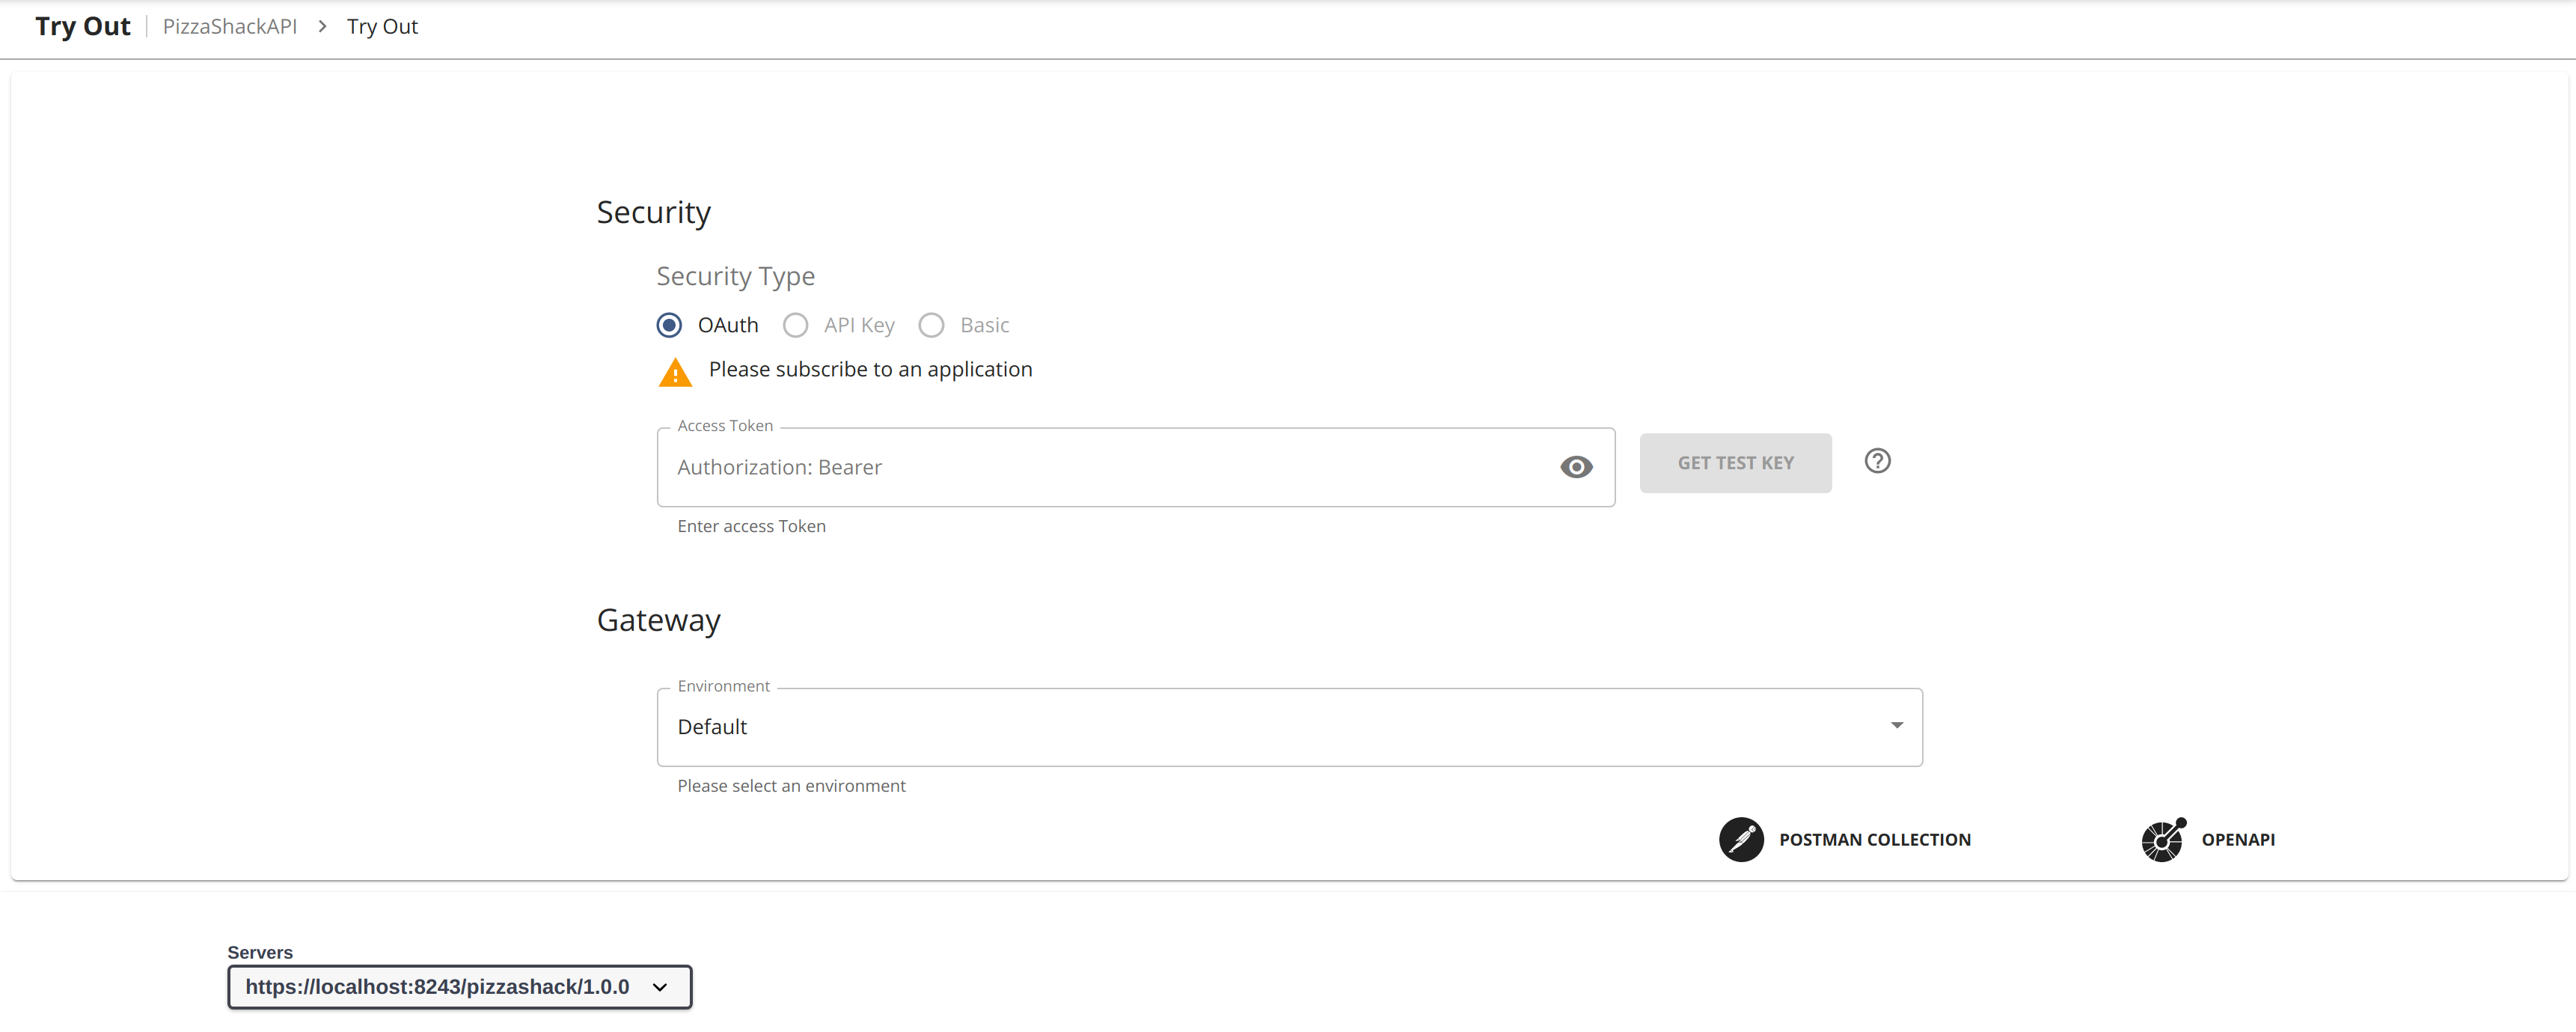 Try Out PizzaShackAPI > Try Out
Security
Security Type
OAuth API Key Basic
Please subscribe to an application
Access Token
Authorization: Bearer
GET TEST KEY
Enter access Token
Gateway
Environment
Default
Please select an environment
POSTMAN COLLECTION OPENAPI
Servers
https://localhost:8243/pizzashack/1.0.0